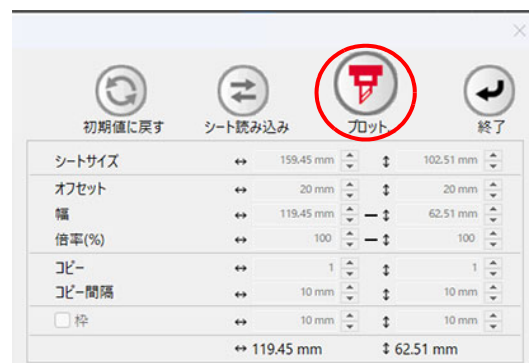 初期値に戻す シート読み込み プロット. 終了
シートサイズ ↔ 159.45 mm ↕ 102.51 mm
オフセット ↔ 20 mm ↕ 20 mm
幅 ↔ 119.45 mm ↕ 62.51 mm
倍率(%) ↔ 100 ↕ 100
コピー ↔ 1 ↕ 1
コピー間隔 ↔ 10 mm ↕ 10 mm
枠 ↔ 10 mm ↕ 10 mm
↔ 119.45 mm ↕ 62.51 mm